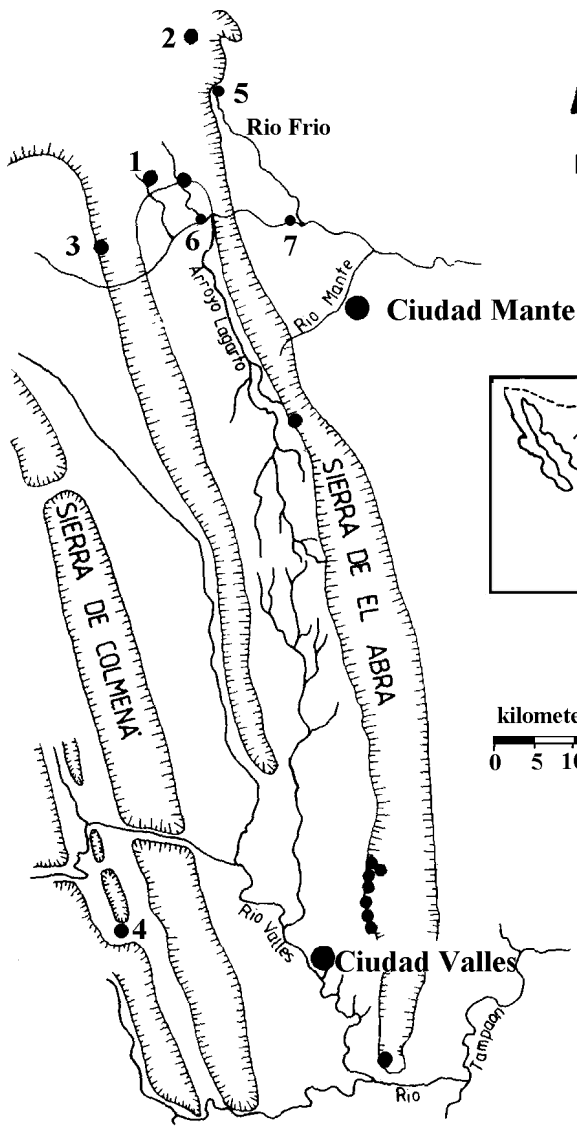 2
5
Rio Frio
1
3
6
7
Arroyo Lagarto
Rio Mante
Ciudad Mante
SIERRA DE EL ABRA
SIERRA DE COLMENA
0 5 10
4
Rio Valles
Ciudad Valles
Rio Tampaon